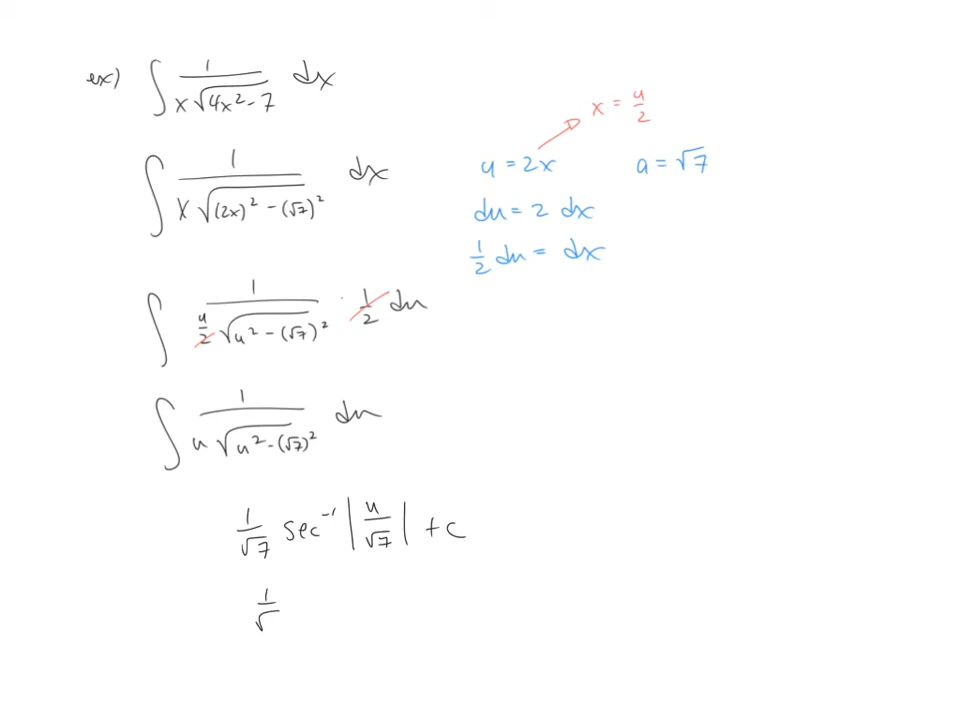 ex) ∫ 1/(x√(4x² - 7)) dx
x = u/2
∫ 1/(x√((2x)² - (√7)²)) dx
u = 2x a = √7
du = 2 dx
1/2 du = dx
∫ 1/(u/2 √(u² - (√7)²)) · 1/2 du
∫ 1/(u√(u² - (√7)²)) du
1/√7 sec⁻¹ |u/√7| + c
1/√